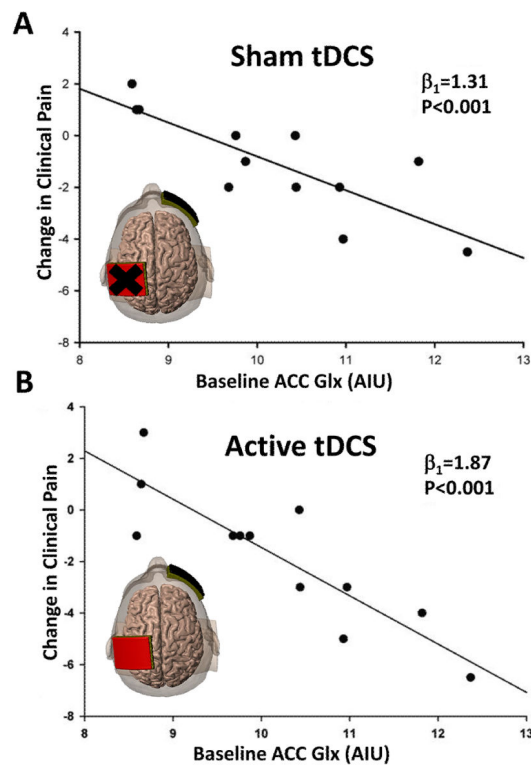 A
Sham tDCS
β1=1.31
P<0.001
Change in Clinical Pain
4
2
0
-2
-4
-6
-8
8
9
10
11
12
13
Baseline ACC Glx (AIU)
B
Active tDCS
β1=1.87
P<0.001
Change in Clinical Pain
4
2
0
-2
-4
-6
-8
8
9
10
11
12
13
Baseline ACC Glx (AIU)